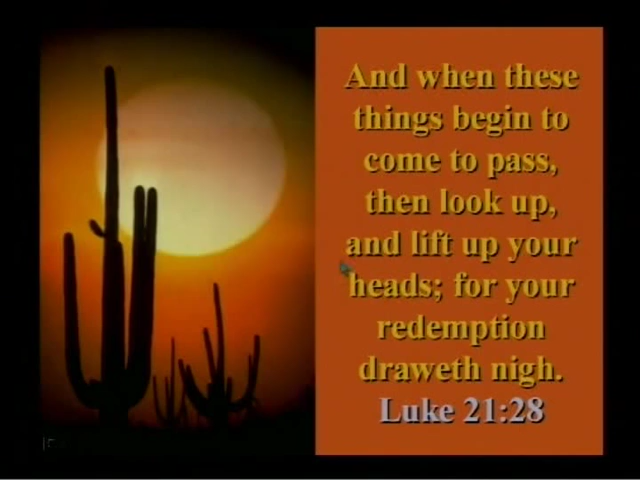 And when these
things begin to
come to pass,
then look up,
and lift up your
heads; for your
redemption
draweth nigh.
Luke 21:28